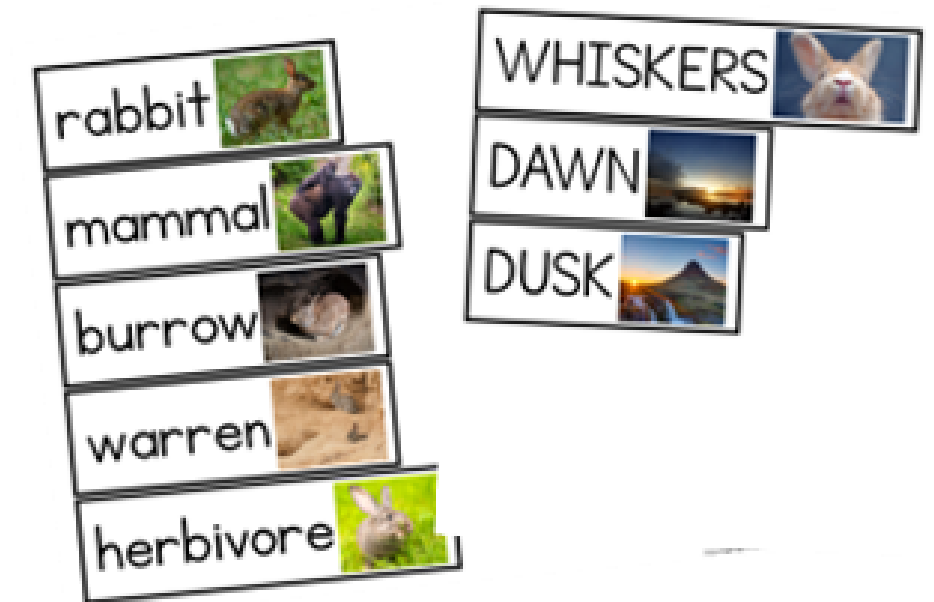 rabbit
mammal
burrow
warren
herbivore
WHISKERS
DAWN
DUSK